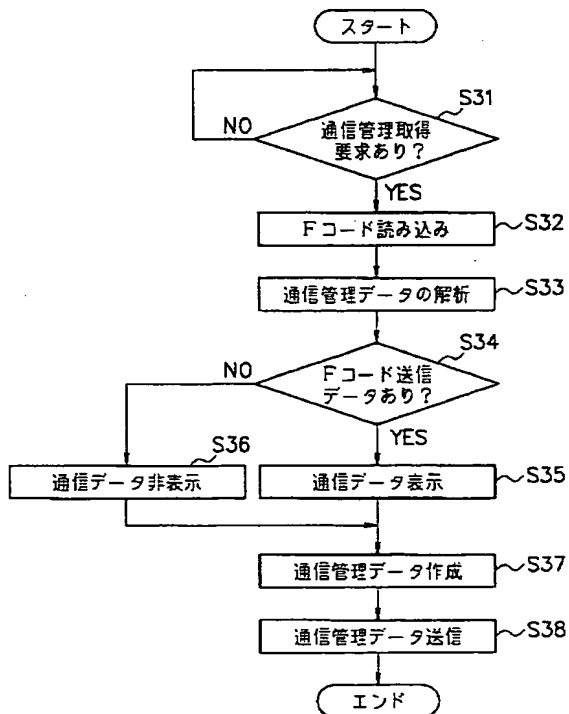 スタート
S31
NO
通信管理取得
要求あり?
YES
Fコード読み込み
S32
通信管理データの解析
S33
S34
NO
Fコード送信
データあり?
YES
S36
通信データ非表示
通信データ表示
S35
通信管理データ作成
S37
通信管理データ送信
S38
エンド